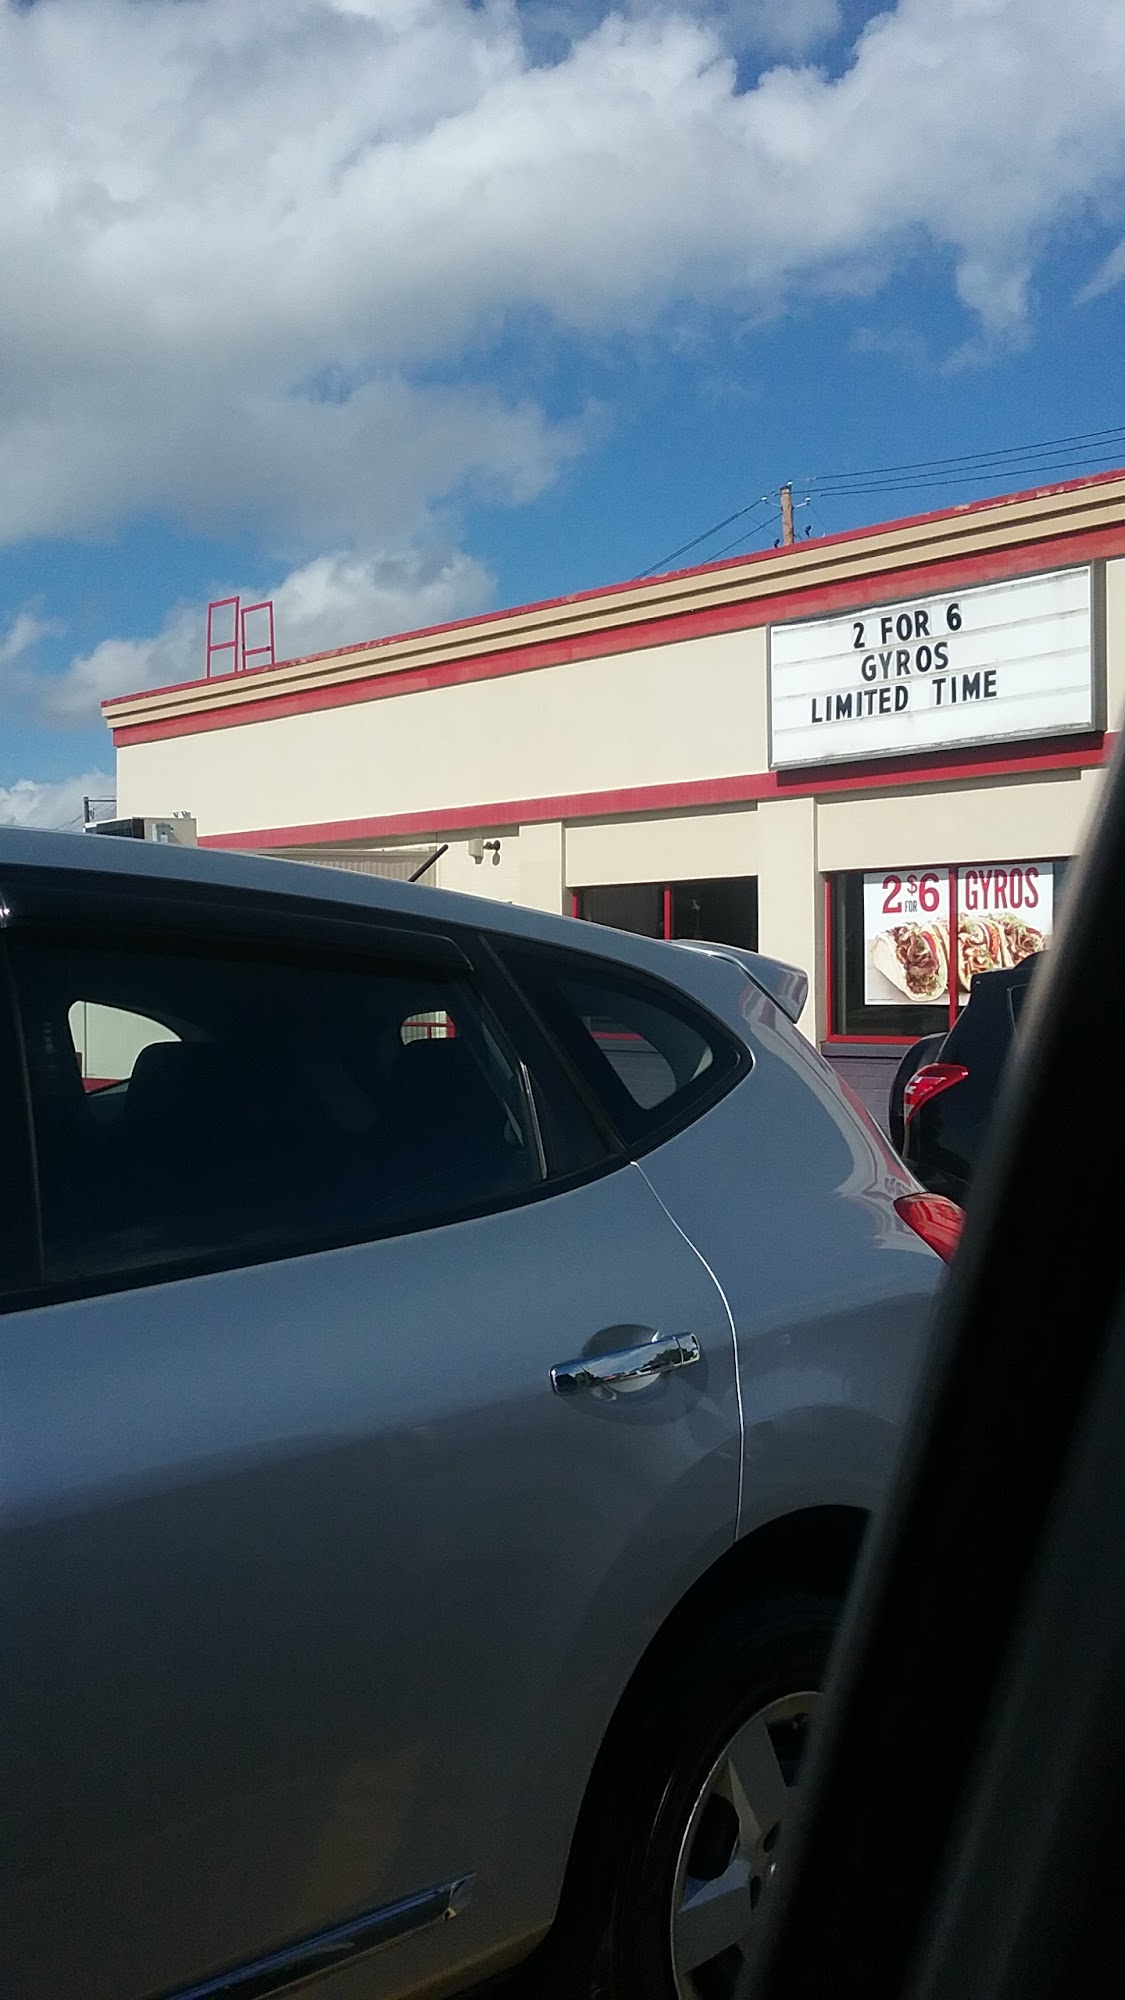 2 FOR 6
GYROS
LIMITED TIME
2 FOR $6 GYROS